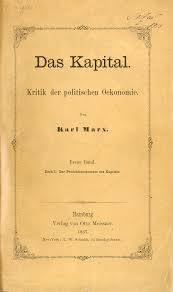 Das Kapital.
Kritik der politischen Oekonomie.
Von
Karl Marx.
Erster Band.
Buch I: Der Produktionsprocess des Kapitals.
Hamburg
Verlag von Otto Meissner.
1867.
New-York: L. W. Schmidt, 24 Barclay-Street.